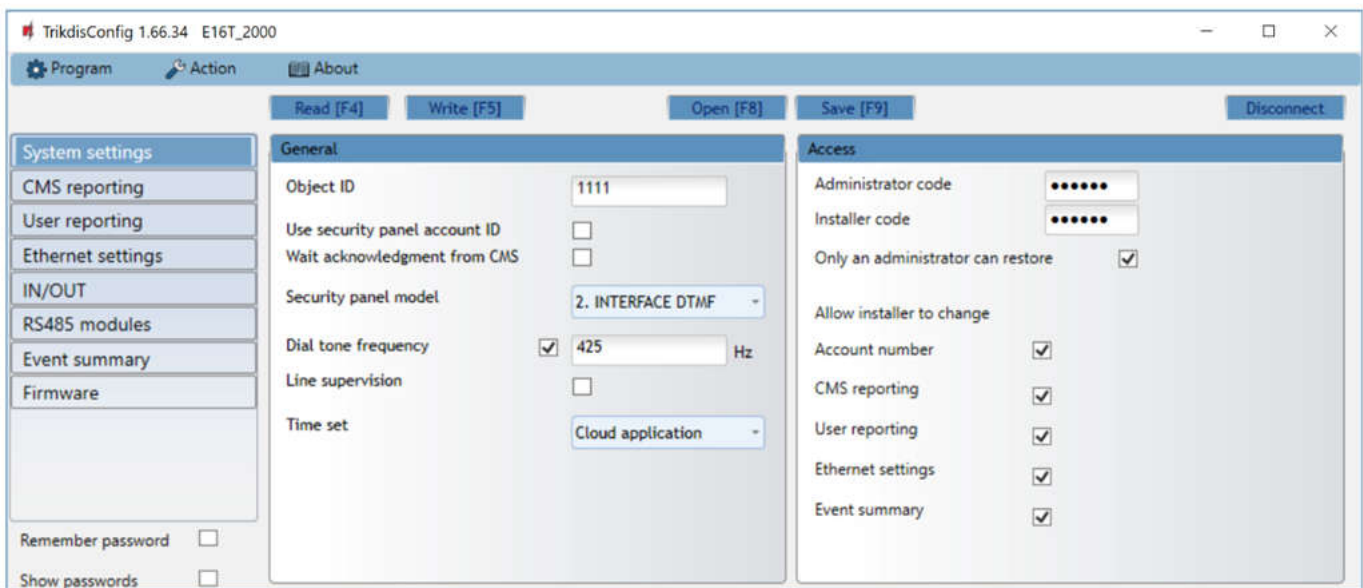 TrikdisConfig 1.66.34 E16T_2000
Program Action About
Read [F4] Write [F5] Open [F8] Save [F9] Disconnect
System settings
CMS reporting
User reporting
Ethernet settings
IN/OUT
RS485 modules
Event summary
Firmware
Remember password
Show passwords
General
Object ID 1111
Use security panel account ID
Wait acknowledgment from CMS
Security panel model 2. INTERFACE DTMF
Dial tone frequency 425 Hz
Line supervision
Time set Cloud application
Access
Administrator code ••••••
Installer code ••••••
Only an administrator can restore
Allow installer to change
Account number
CMS reporting
User reporting
Ethernet settings
Event summary